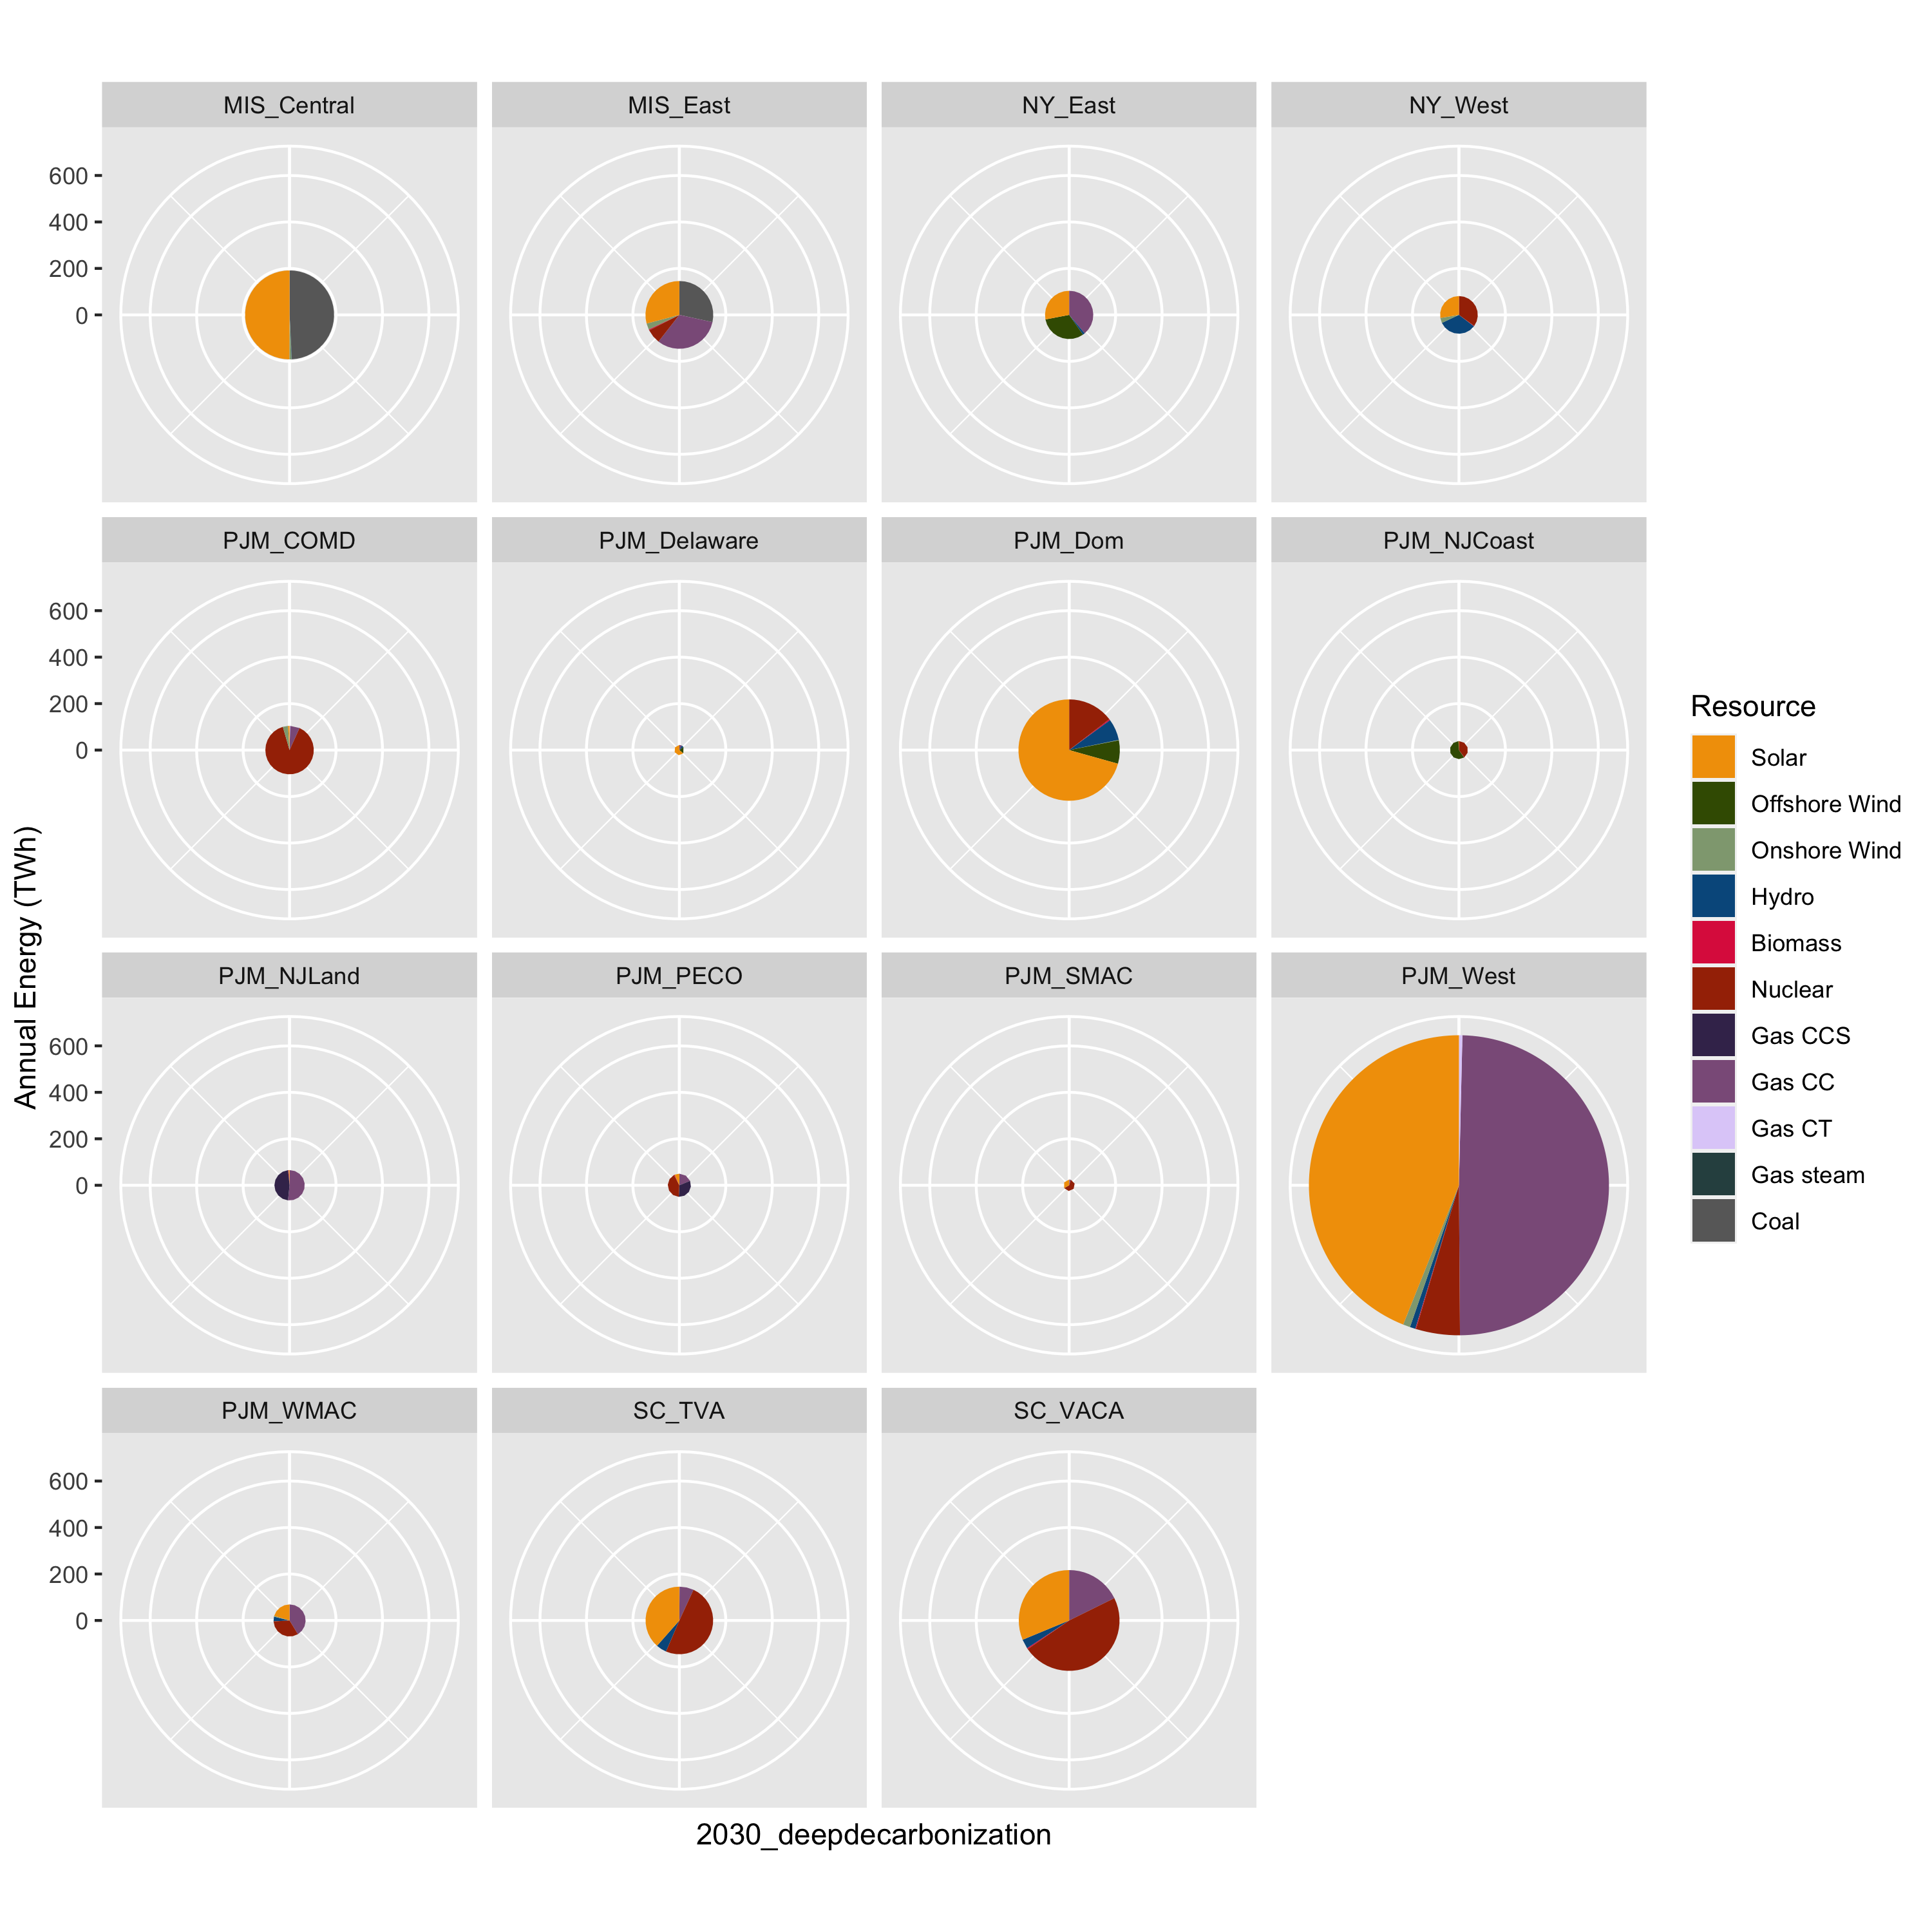 MIS_Central
MIS_East
NY_East
NY_West
600
400
200
0
PJM_COMD
PJM_Delaware
PJM_Dom
PJM_NJCoast
600
400
200
0
Annual Energy (TWh)
PJM_NJLand
PJM_PECO
PJM_SMAC
PJM_West
600
400
200
0
PJM_WMAC
SC_TVA
SC_VACA
600
400
200
0
2030_deepdecarbonization
Resource
Solar
Offshore Wind
Onshore Wind
Hydro
Biomass
Nuclear
Gas CCS
Gas CC
Gas CT
Gas steam
Coal